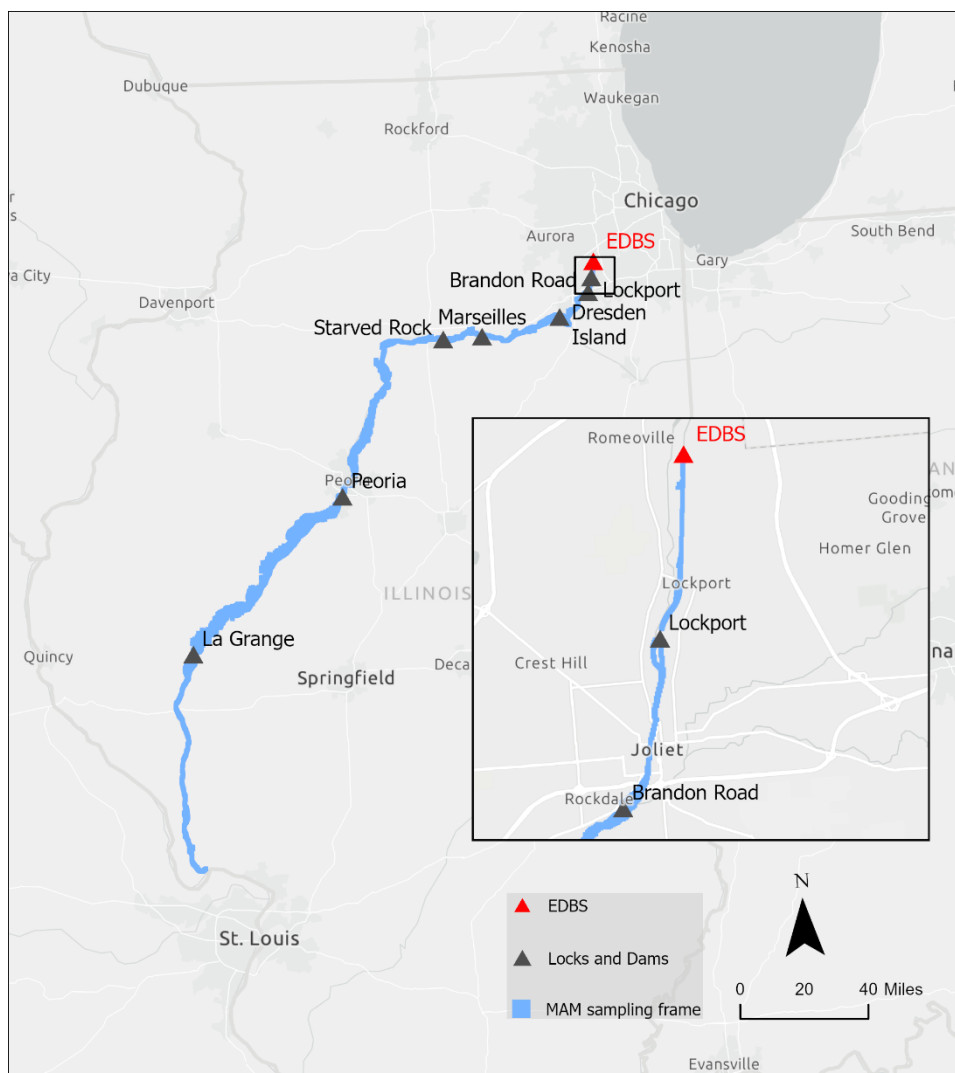 Racine
Kenosha
Dubuque
Waukegan
Rockford
Chicago
Aurora
EDBS
South Bend
Gary
Brandon Road
Lockport
Davenport
Marseilles
Dresden
Island
Starved Rock
Peoria
ILLINOIS
La Grange
Quincy
Springfield
Deca
St. Louis
Evansville
Romeoville
EDBS
Gooding
Grove
Homer Glen
Lockport
Lockport
Crest Hill
Joliet
Rockdale
Brandon Road
EDBS
Locks and Dams
MAM sampling frame
N
0 20 40 Miles